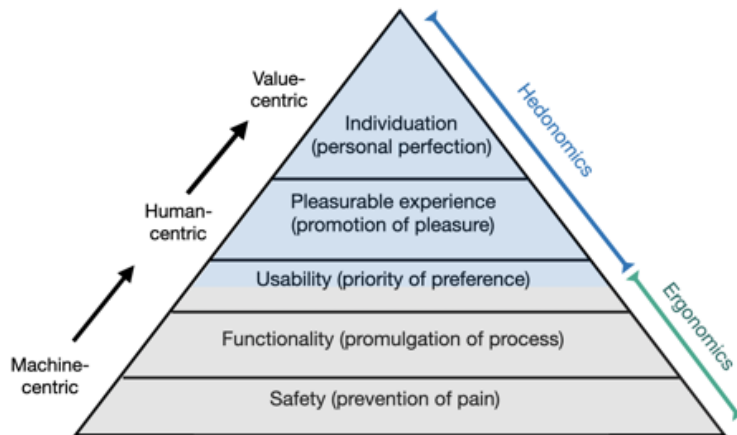 Value-
centric
Human-
centric
Machine-
centric
Individuation
(personal perfection)
Pleasurable experience
(promotion of pleasure)
Usability (priority of preference)
Functionality (promulgation of process)
Safety (prevention of pain)
Hedonomics
Ergonomics